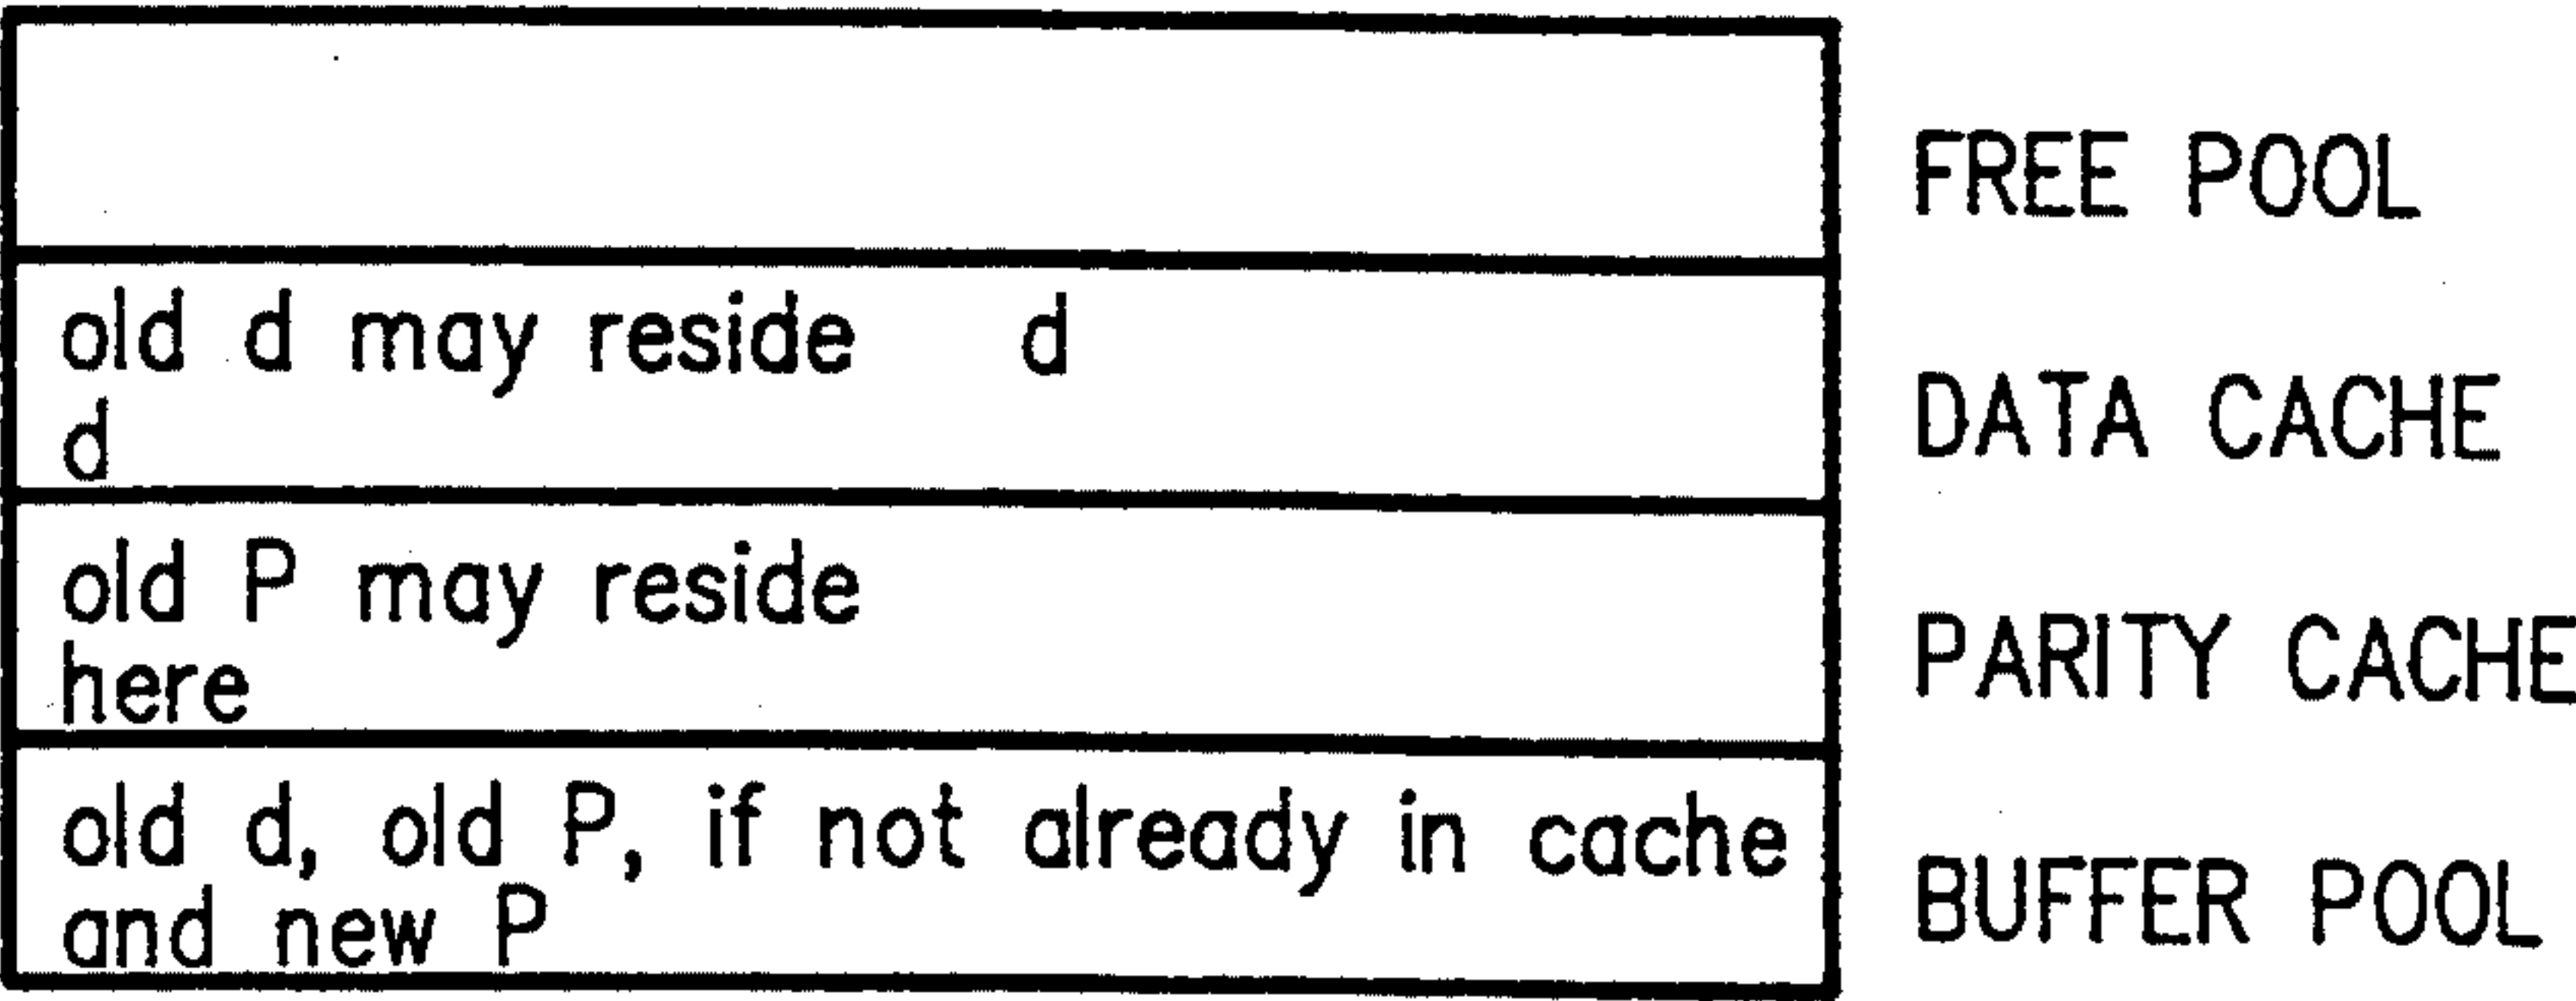 FREE POOL
old d may reside d
d
DATA CACHE
old P may reside
here
PARITY CACHE
old d, old P, if not already in cache
and new P
BUFFER POOL